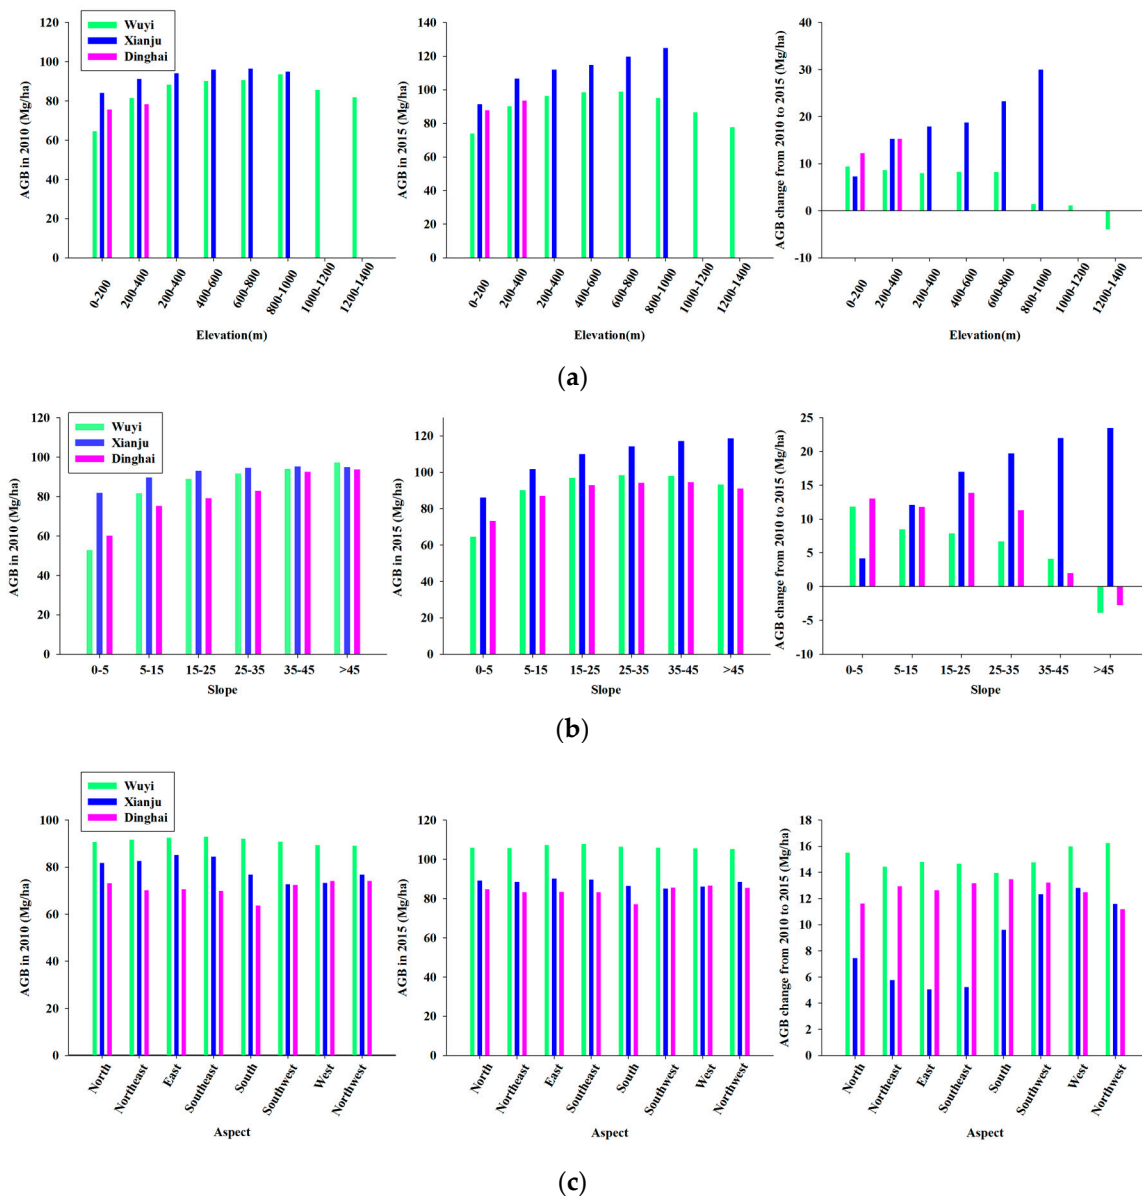 Wuyi
Xianju
Dinghai
AGB in 2010 (Mg/ha)
120
100
80
60
40
20
0
0-200
200-400
200-400
400-600
600-800
800-1000
1000-1200
1200-1400
Elevation(m)
AGB in 2015 (Mg/ha)
140
120
100
80
60
40
20
0
0-200
200-400
200-400
400-600
600-800
800-1000
1000-1200
1200-1400
Elevation(m)
AGB change from 2010 to 2015 (Mg/ha)
40
30
20
10
0
-10
0-200
200-400
200-400
400-600
600-800
800-1000
1000-1200
1200-1400
Elevation(m)
(a)
Wuyi
Xianju
Dinghai
AGB in 2010 (Mg/ha)
120
100
80
60
40
20
0
0-5 5-15 15-25 25-35 35-45 >45
Slope
AGB in 2015 (Mg/ha)
120
100
80
60
40
20
0
0-5 5-15 15-25 25-35 35-45 >45
Slope
AGB change from 2010 to 2015 (Mg/ha)
25
20
15
10
5
0
-5
-10
0-5 5-15 15-25 25-35 35-45 >45
Slope
(b)
Wuyi
Xianju
Dinghai
AGB in 2010 (Mg/ha)
100
80
60
40
20
0
North
Northeast
East
Southeast
South
Southwest
West
Northwest
Aspect
AGB in 2015 (Mg/ha)
120
100
80
60
40
20
0
North
Northeast
East
Southeast
South
Southwest
West
Northwest
Aspect
AGB change from 2010 to 2015 (Mg/ha)
18
16
14
12
10
8
6
4
2
0
North
Northeast
East
Southeast
South
Southwest
West
Northwest
Aspect
(c)